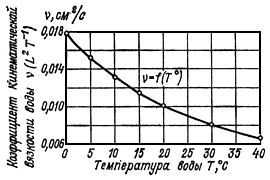 ν, см²/с
0,018
0,014
0,010
0,006
Коэффициент кинематической
вязкости воды ν (L² T⁻¹)
ν=f(T°)
0 5 10 15 20 25 30 35 40
Температура воды T,°C